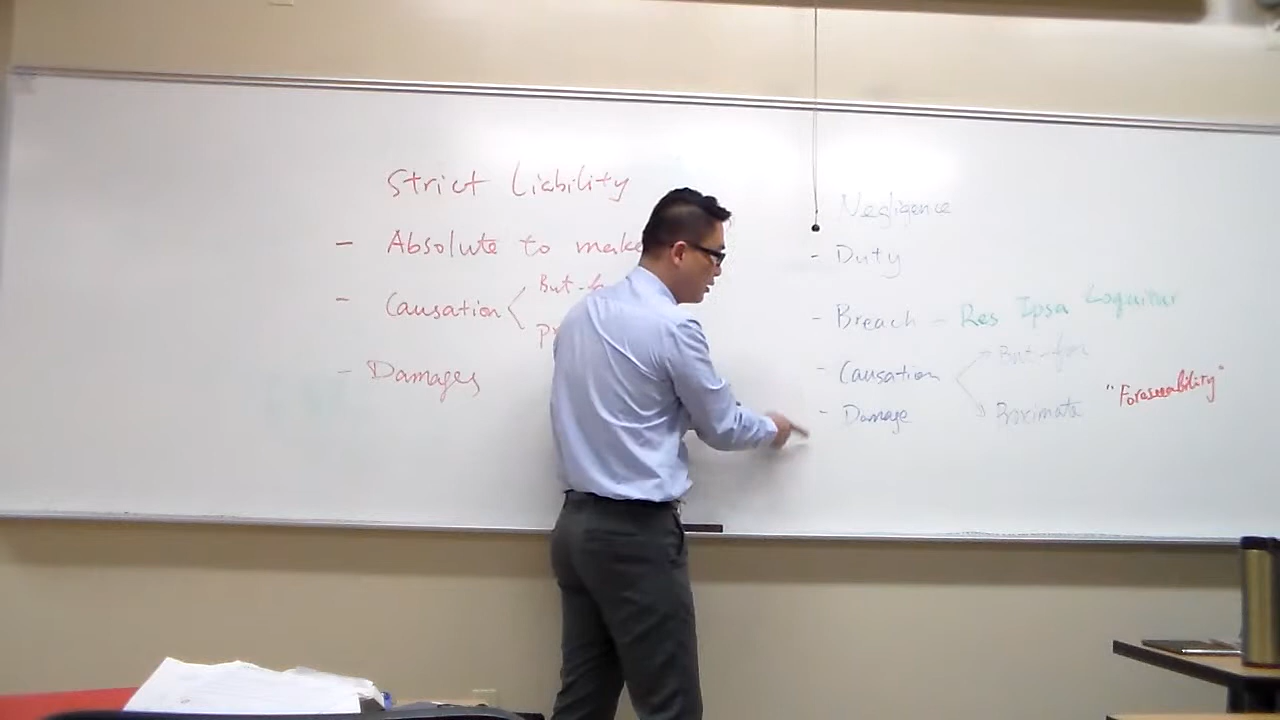 Strict Liability
- Absolute to make
- Causation < But-
- Damages
Negligence
- Duty
- Breach - Res Ipsa Loquitur
- Causation
But-for
- Damage
Proximate
"Foreseeability"